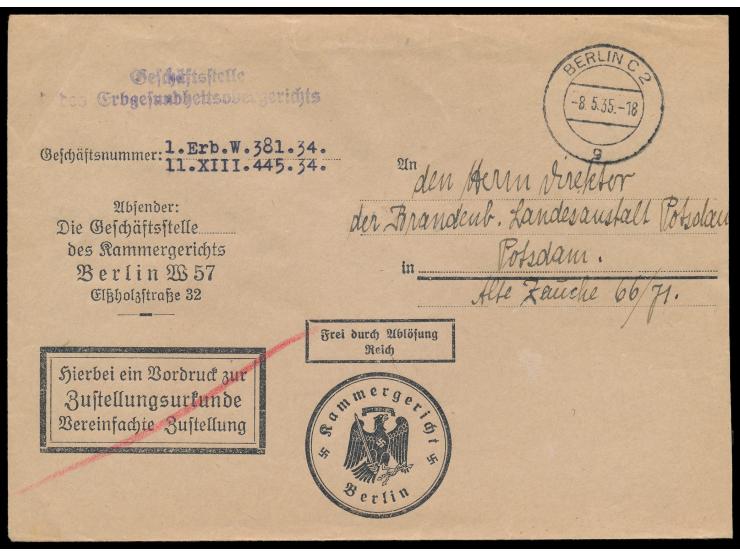 Geschäftsstelle
des Erbgesundheitsobergerichts
BERLIN C 2
-8.5.35.-18
g
Geschäftsnummer: 1.Erb.W.381.34.
11.XIII.445.34.
An
den Herrn Direktor
der Brandenb. Landesanstalt Potsdam
in Potsdam.
Alte Zauche 66/71.
Absender:
Die Geschäftsstelle
des Kammergerichts
Berlin W 57
Elßholzstraße 32
Frei durch Ablösung
Reich
Hierbei ein Vordruck zur
Zustellungsurkunde
Vereinfachte Zustellung
Kammergericht
Berlin